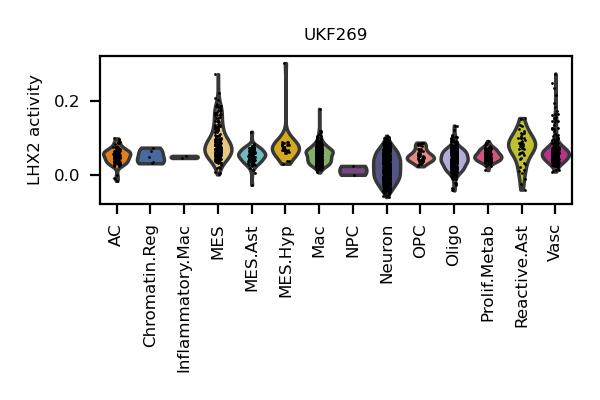 UKF269
LHX2 activity
0.2
0.0
AC
Chromatin.Reg
Inflammatory.Mac
MES
MES.Ast
MES.Hyp
Mac
NPC
Neuron
OPC
Oligo
Prolif.Metab
Reactive.Ast
Vasc